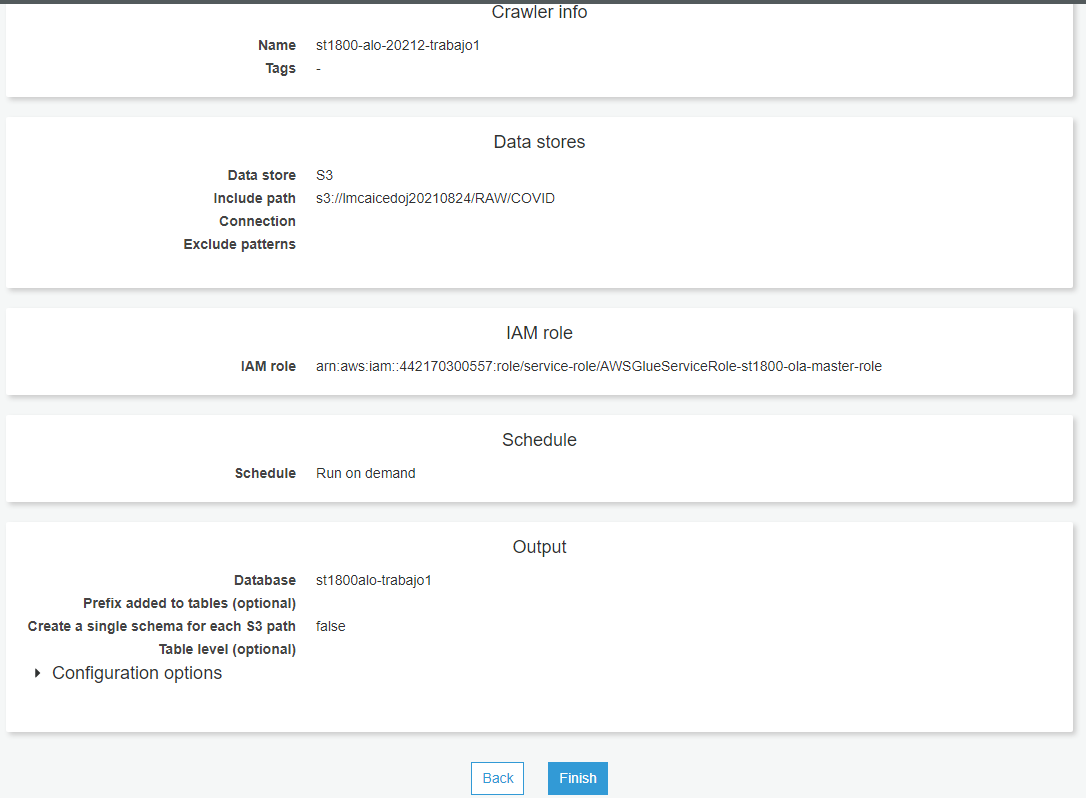 Crawler info
Name st1800-alo-20212-trabajo1
Tags -
Data stores
Data store S3
Include path s3://lmcaicedoj20210824/RAW/COVID
Connection
Exclude patterns
IAM role
IAM role arn:aws:iam::442170300557:role/service-role/AWSGlueServiceRole-st1800-ola-master-role
Schedule
Schedule Run on demand
Output
Database st1800alo-trabajo1
Prefix added to tables (optional)
Create a single schema for each S3 path false
Table level (optional)
Configuration options
Back Finish